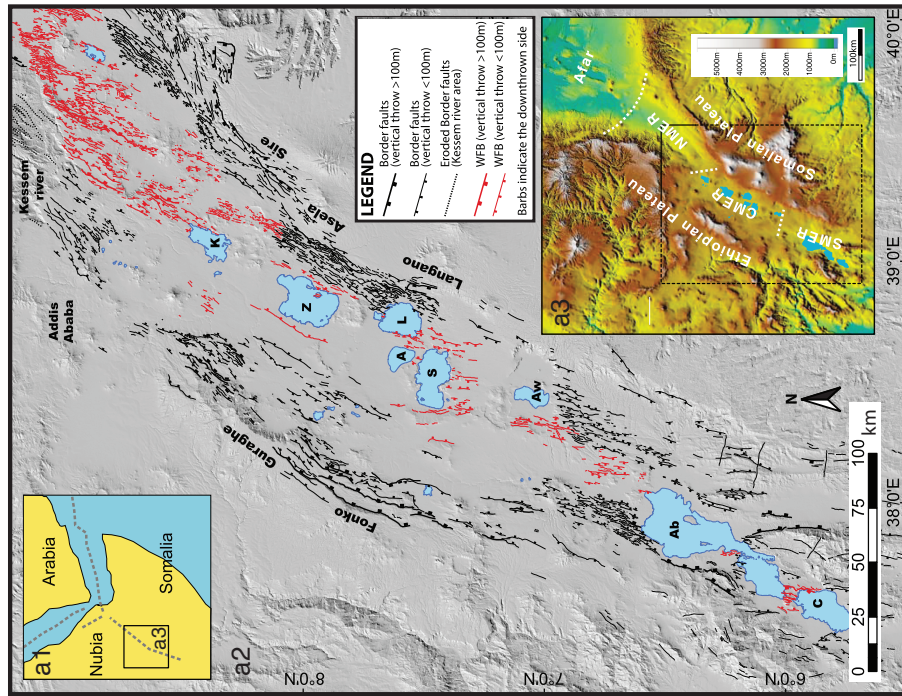 a1
Arabia
Nubia
Somalia
a3
a2
Kessem
river
Addis
Ababa
Sire
Asela
Langano
Guraghe
Fonko
K
Z
L
A
S
Aw
Ab
C
LEGEND
Border faults
(vertical throw >100m)
Border faults
(vertical throw <100m)
Eroded Border faults
(Kessem river area)
WFB (vertical throw >100m)
WFB (vertical throw <100m)
Barbs indicate the downthrown side
a3
Afar
NMER
CMER
SMER
Ethiopian Plateau
Somalian Plateau
5000m
4000m
3000m
2000m
1000m
0m
100km
N
0
25
50
75
100
km
8°0'N
7°0'N
6°0'N
38°0'E
39°0'E
40°0'E